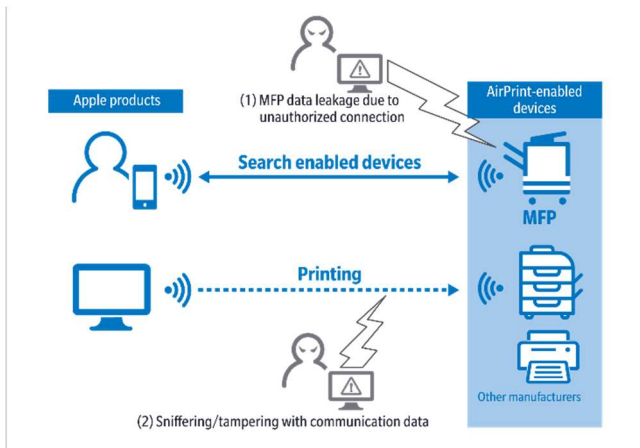 Apple products
AirPrint-enabled
devices
(1) MFP data leakage due to
unauthorized connection
Search enabled devices
MFP
Printing
Other manufacturers
(2) Sniffering/tampering with communication data